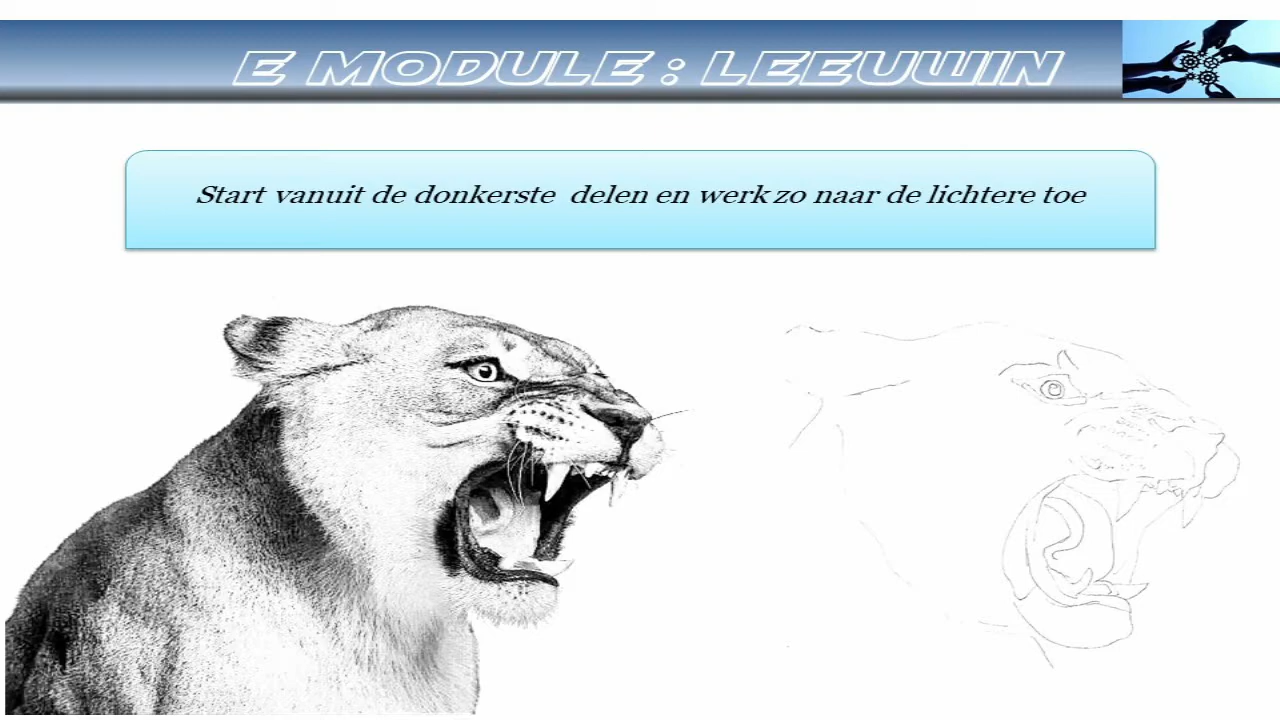 E MODULE : LEEUWIN
Start vanuit de donkerste delen en werk zo naar de lichtere toe